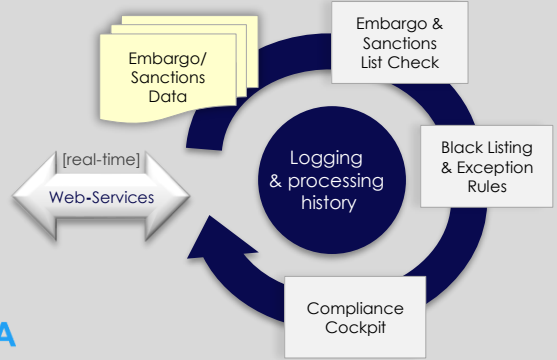 Embargo/
Sanctions
Data
Embargo &
Sanctions
List Check
[real-time]
Web-Services
Logging
& processing
history
Black Listing
& Exception
Rules
Compliance
Cockpit
A